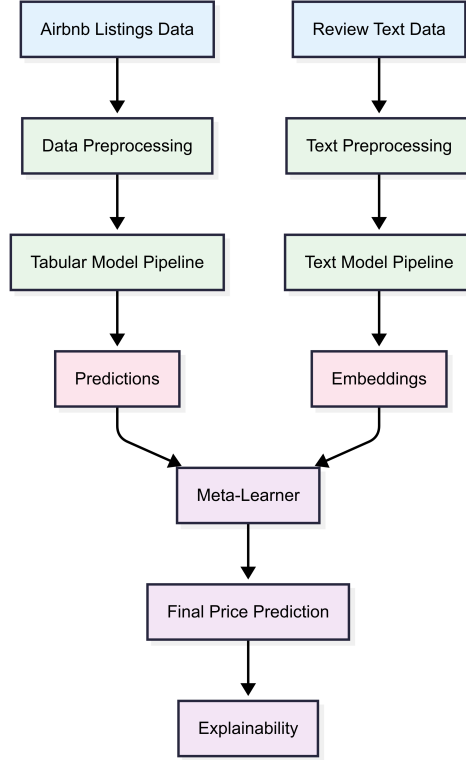 Airbnb Listings Data
Review Text Data
Data Preprocessing
Text Preprocessing
Tabular Model Pipeline
Text Model Pipeline
Predictions
Embeddings
Meta-Learner
Final Price Prediction
Explainability